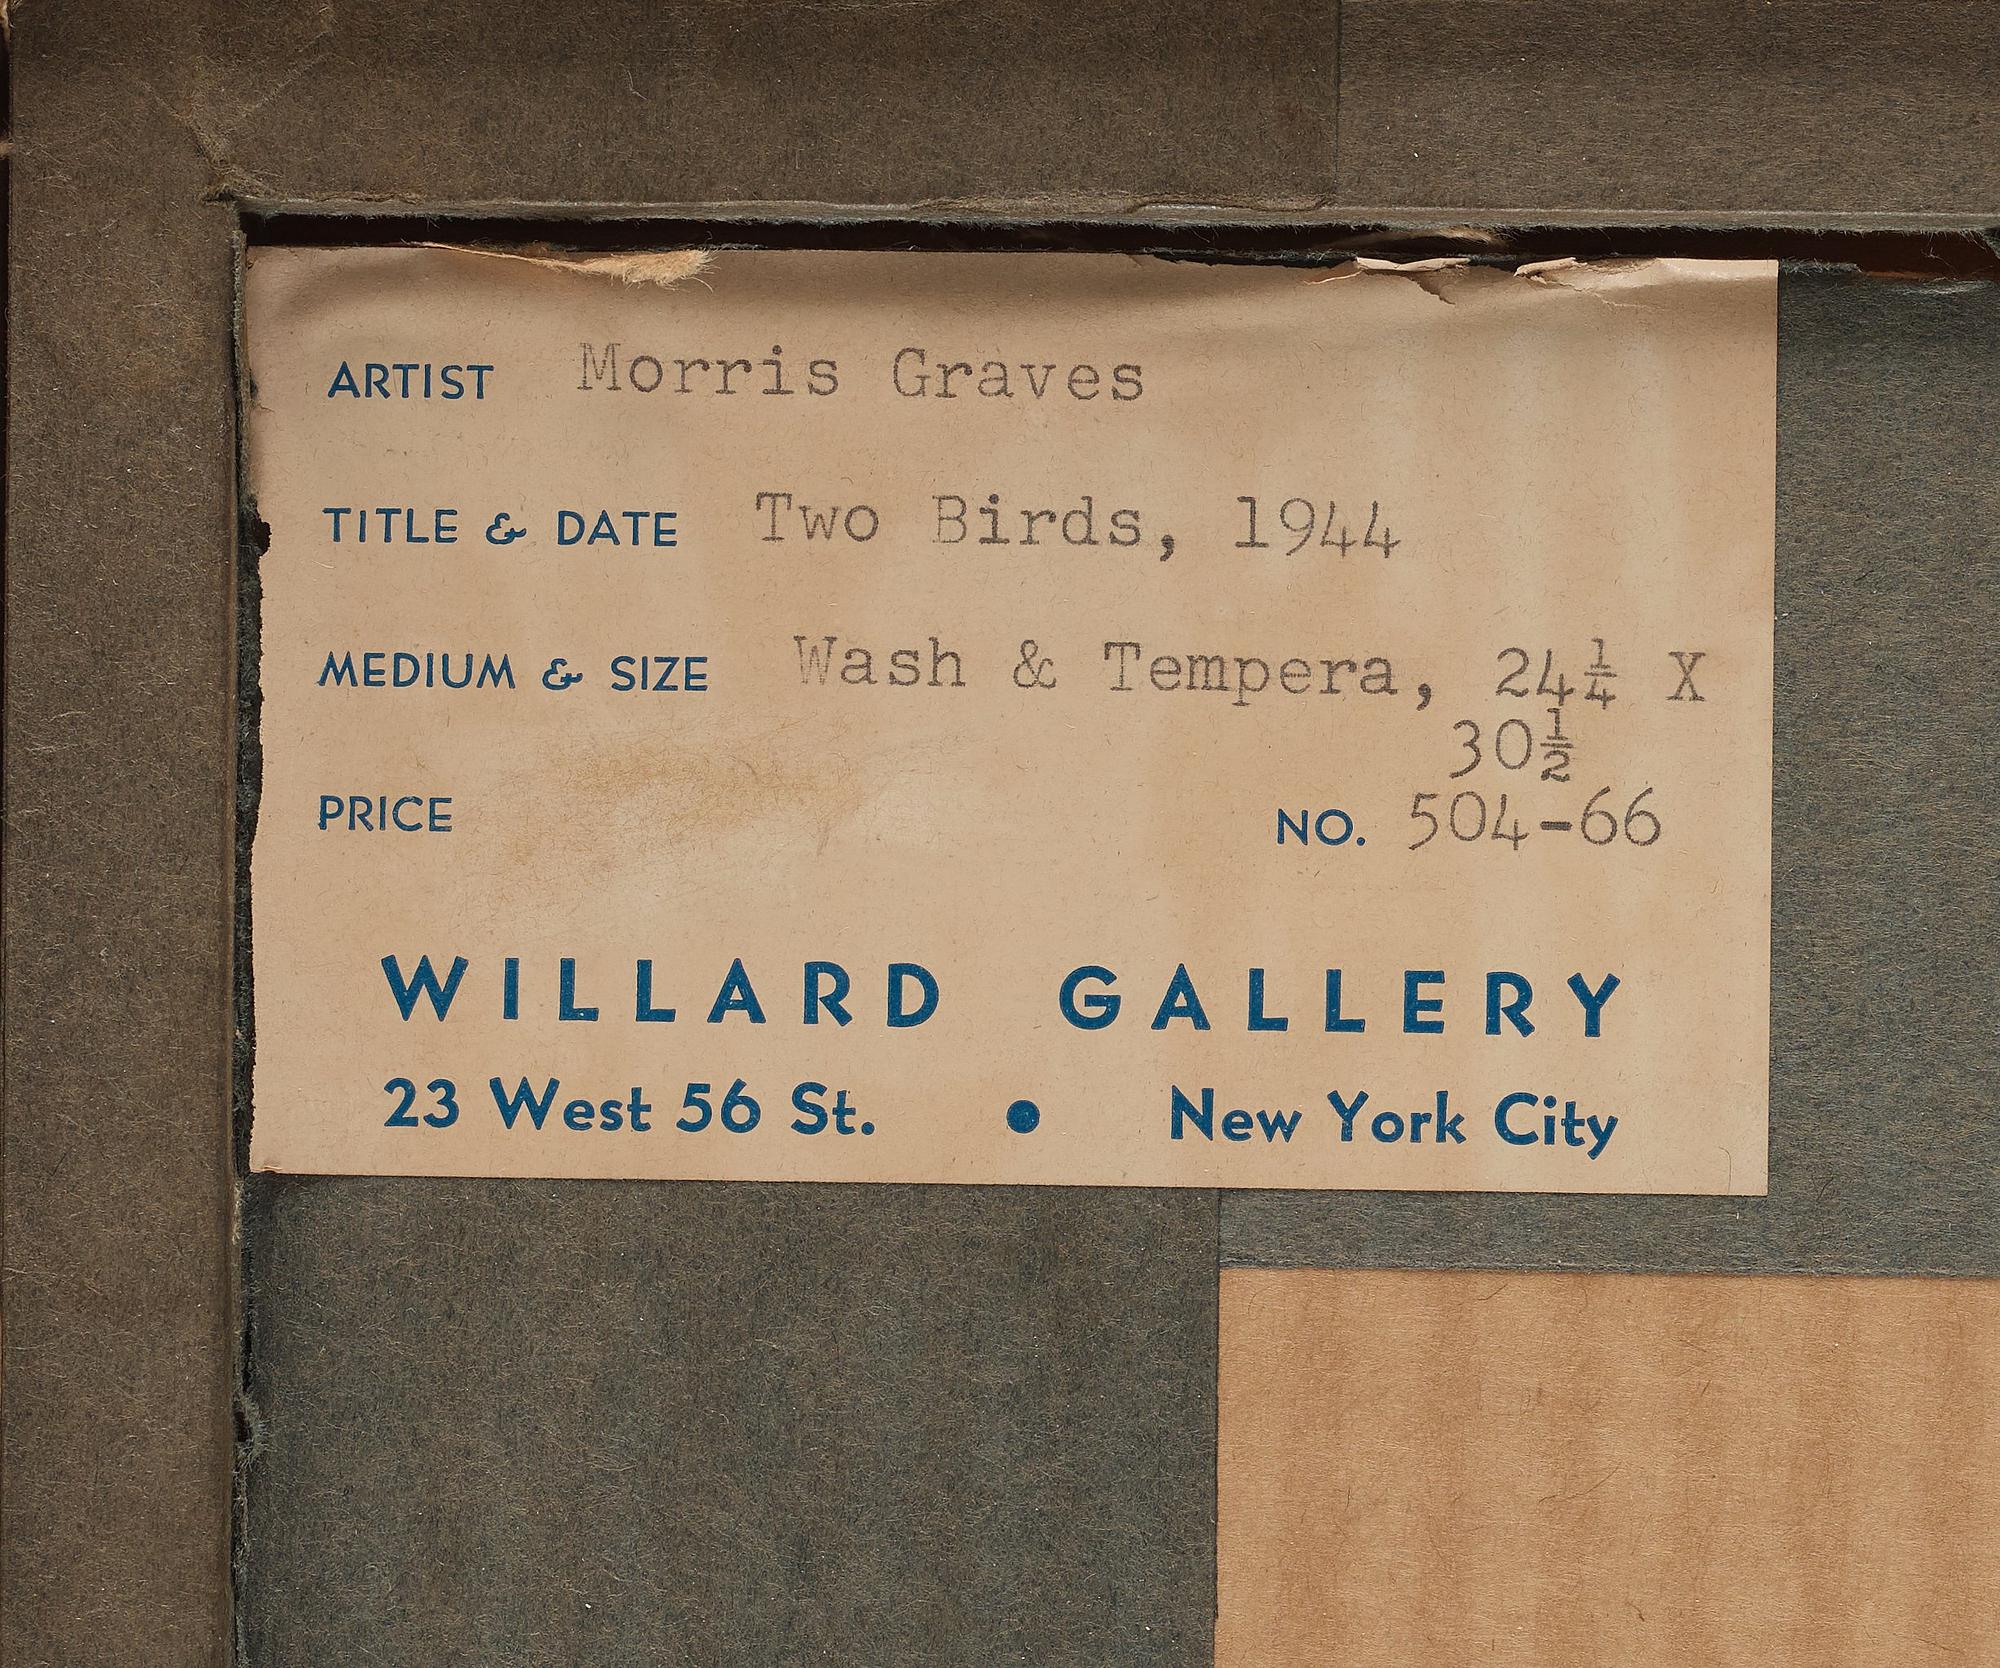 ARTIST Morris Graves
TITLE & DATE Two Birds, 1944
MEDIUM & SIZE Wash & Tempera, 24¼ X
30½
PRICE NO. 504-66
WILLARD GALLERY
23 West 56 St. • New York City